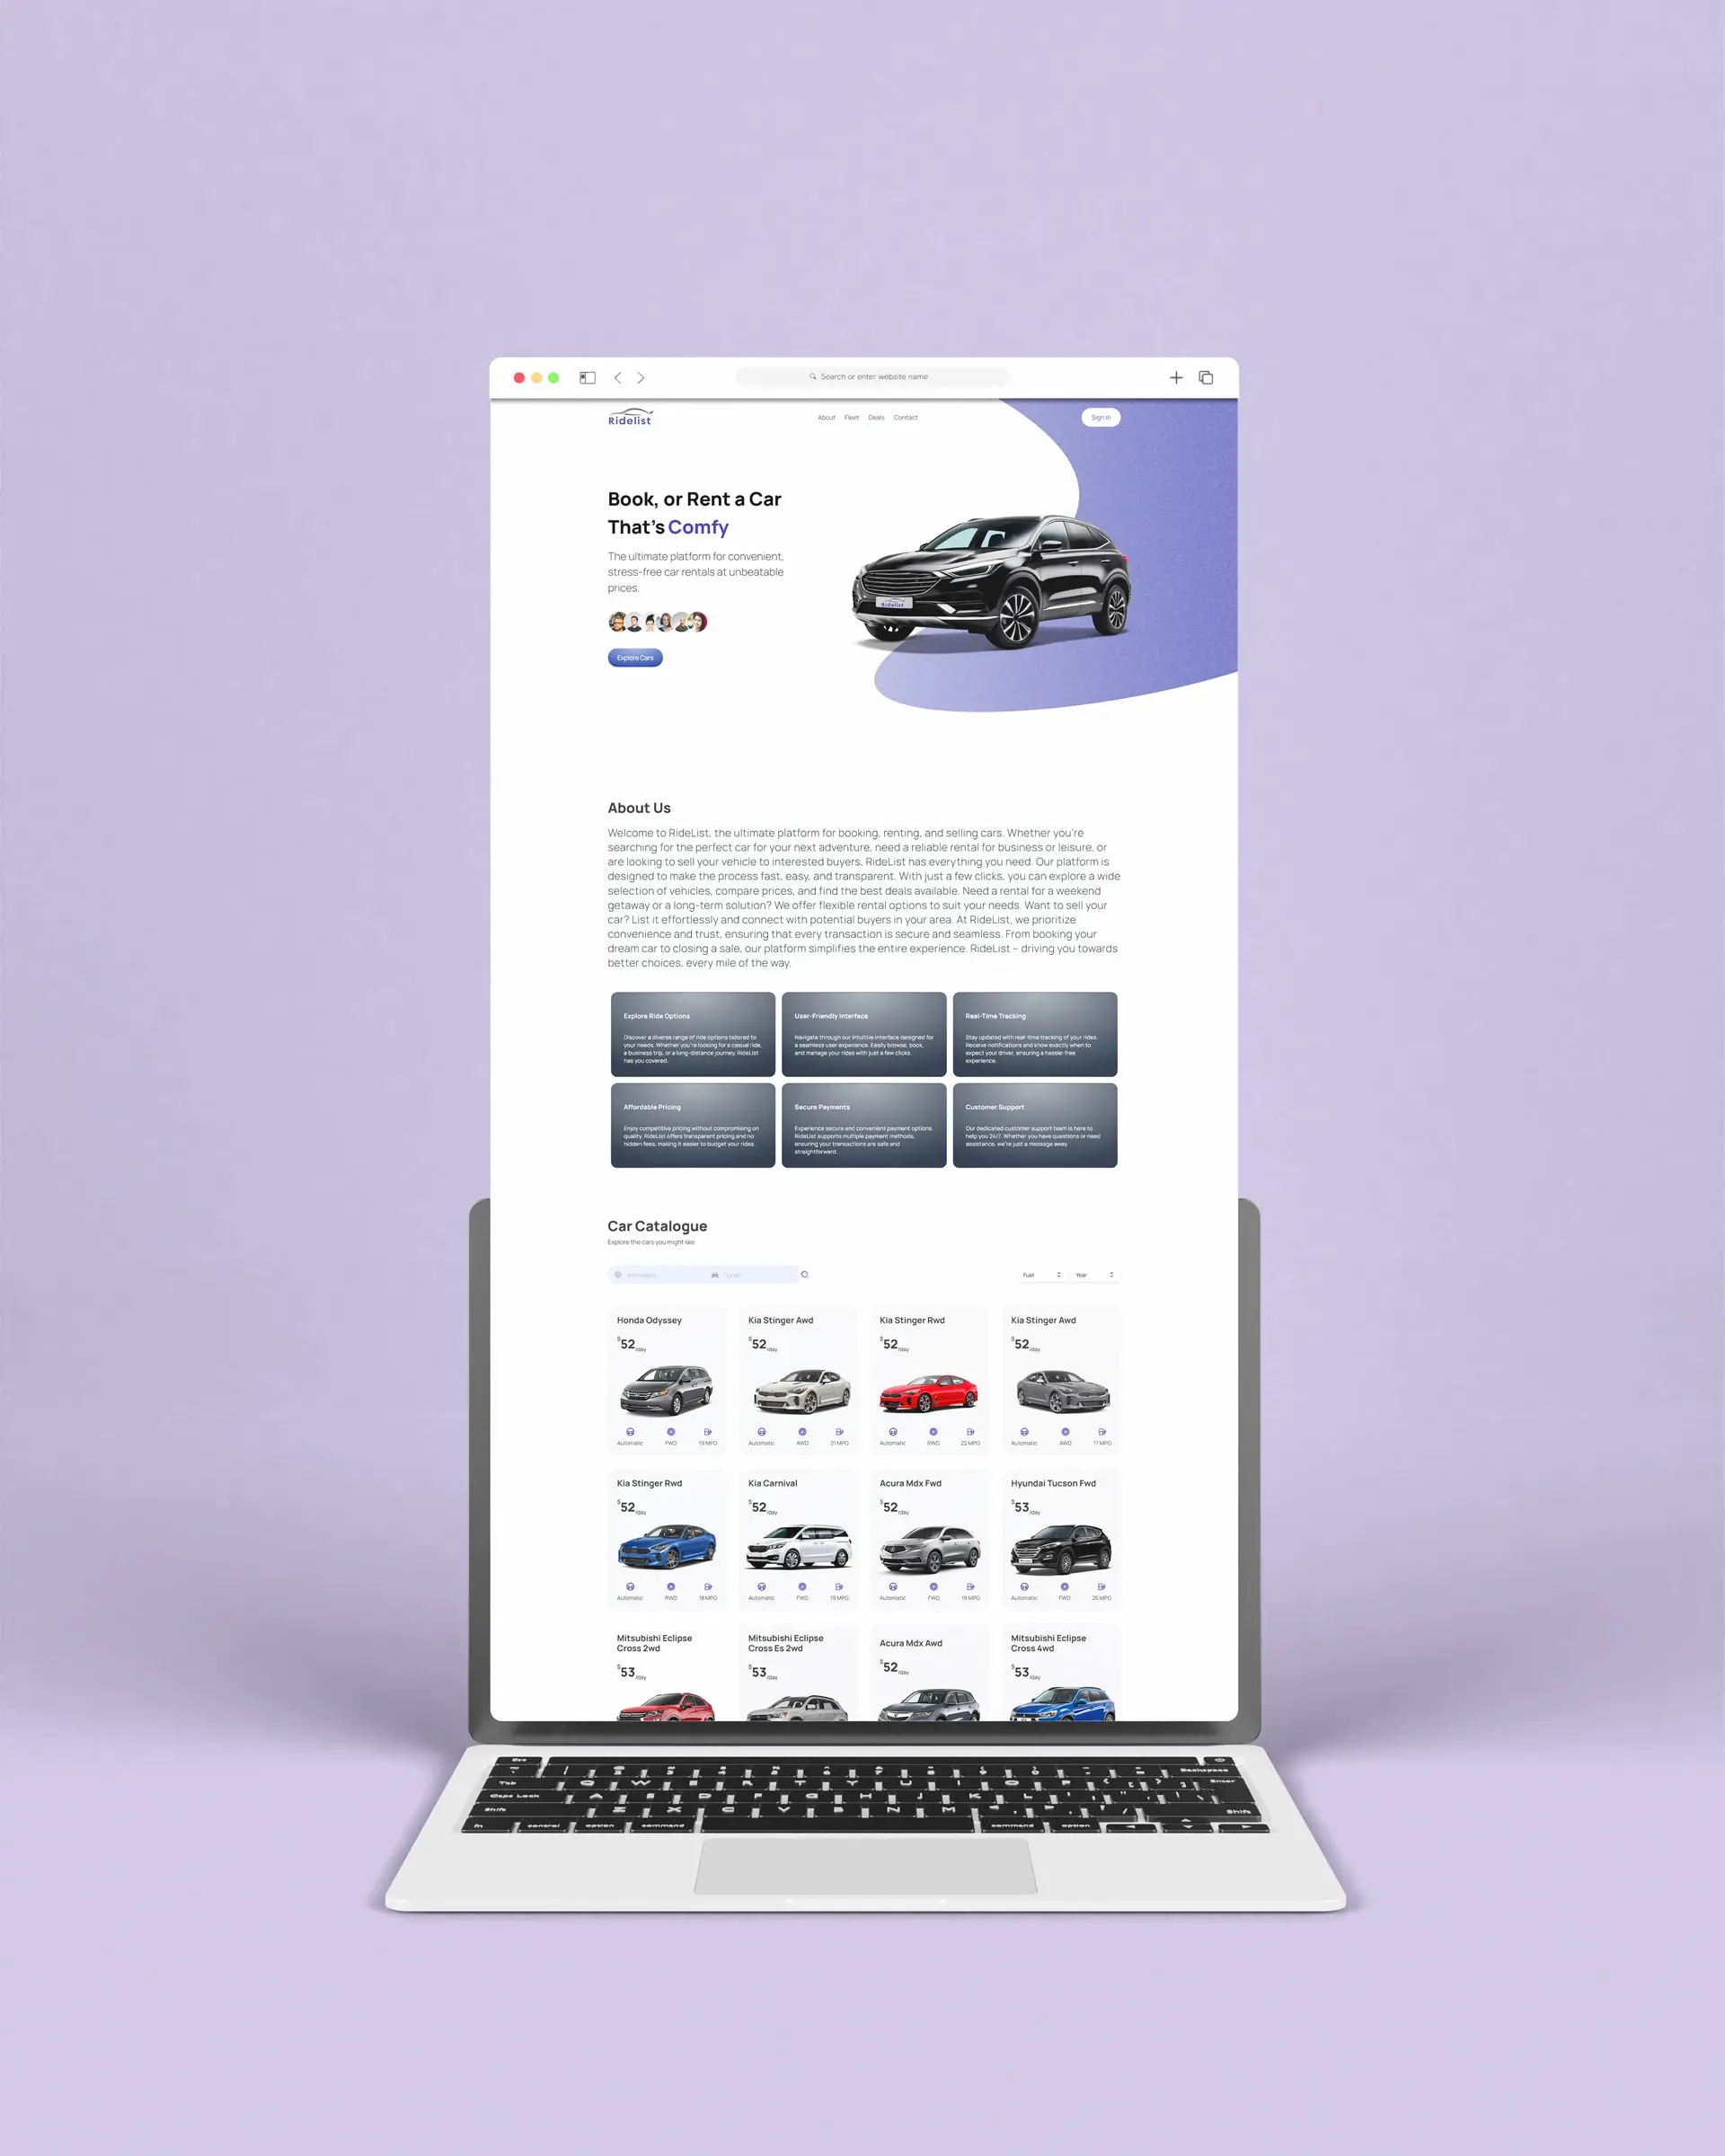 Search or enter website name
Ridelist
About Fleet Deals Contact
Sign In
Book, or Rent a Car
That's Comfy
The ultimate platform for convenient,
stress-free car rentals at unbeatable
prices.
Ridelist
Explore Cars
About Us
Welcome to RideList, the ultimate platform for booking, renting, and selling cars. Whether you're
searching for the perfect car for your next adventure, need a reliable rental for business or leisure, or
are looking to sell your vehicle to interested buyers, RideList has everything you need. Our platform is
designed to make the process fast, easy, and transparent. With just a few clicks, you can explore a wide
selection of vehicles, compare prices, and find the best deals available. Need a rental for a weekend
getaway or a long-term solution? We offer flexible rental options to suit your needs. Want to sell your
car? List it effortlessly and connect with potential buyers in your area. At RideList, we prioritize
convenience and trust, ensuring that every transaction is secure and seamless. From booking your
dream car to closing a sale, our platform simplifies the entire experience. RideList – driving you towards
better choices, every mile of the way.
Explore Ride Options
Discover a diverse range of ride options tailored to
your needs. Whether you're looking for a casual ride,
a business trip, or a long-distance journey, RideList
has you covered.
User-Friendly Interface
Navigate through our intuitive interface designed for
a seamless user experience. Easily browse, book,
and manage your rides with just a few clicks.
Real-Time Tracking
Stay updated with real-time tracking of your rides.
Receive notifications and know exactly when to
expect your driver, ensuring a hassle-free
experience.
Affordable Pricing
Enjoy competitive pricing without compromising on
quality. RideList offers transparent pricing and no
hidden fees, making it easier to budget your rides.
Secure Payments
Experience secure and convenient payment options.
RideList supports multiple payment methods,
ensuring your transactions are safe and
straightforward.
Customer Support
Our dedicated customer support team is here to
help you 24/7. Whether you have questions or need
assistance, we're just a message away.
Car Catalogue
Explore the cars you might like
Volkswagen Tiguan
Fuel Year
Honda Odyssey
$52/day
Automatic FWD 19 MPG
Kia Stinger Awd
$52/day
Automatic AWD 21 MPG
Kia Stinger Rwd
$52/day
Automatic RWD 22 MPG
Kia Stinger Awd
$52/day
Automatic AWD 17 MPG
Kia Stinger Rwd
$52/day
Automatic RWD 18 MPG
Kia Carnival
$52/day
Automatic FWD 19 MPG
Acura Mdx Fwd
$52/day
Automatic FWD 19 MPG
Hyundai Tucson Fwd
$53/day
Automatic FWD 26 MPG
Mitsubishi Eclipse
Cross 2wd
$53/day
Mitsubishi Eclipse
Cross Es 2wd
$53/day
Acura Mdx Awd
$52/day
Mitsubishi Eclipse
Cross 4wd
$53/day
Backspace
Tab Q W E R T Y U I O P Enter
Caps Lock A S D F G H J K L
Shift Z X C V B N M Shift
fn control option command command option